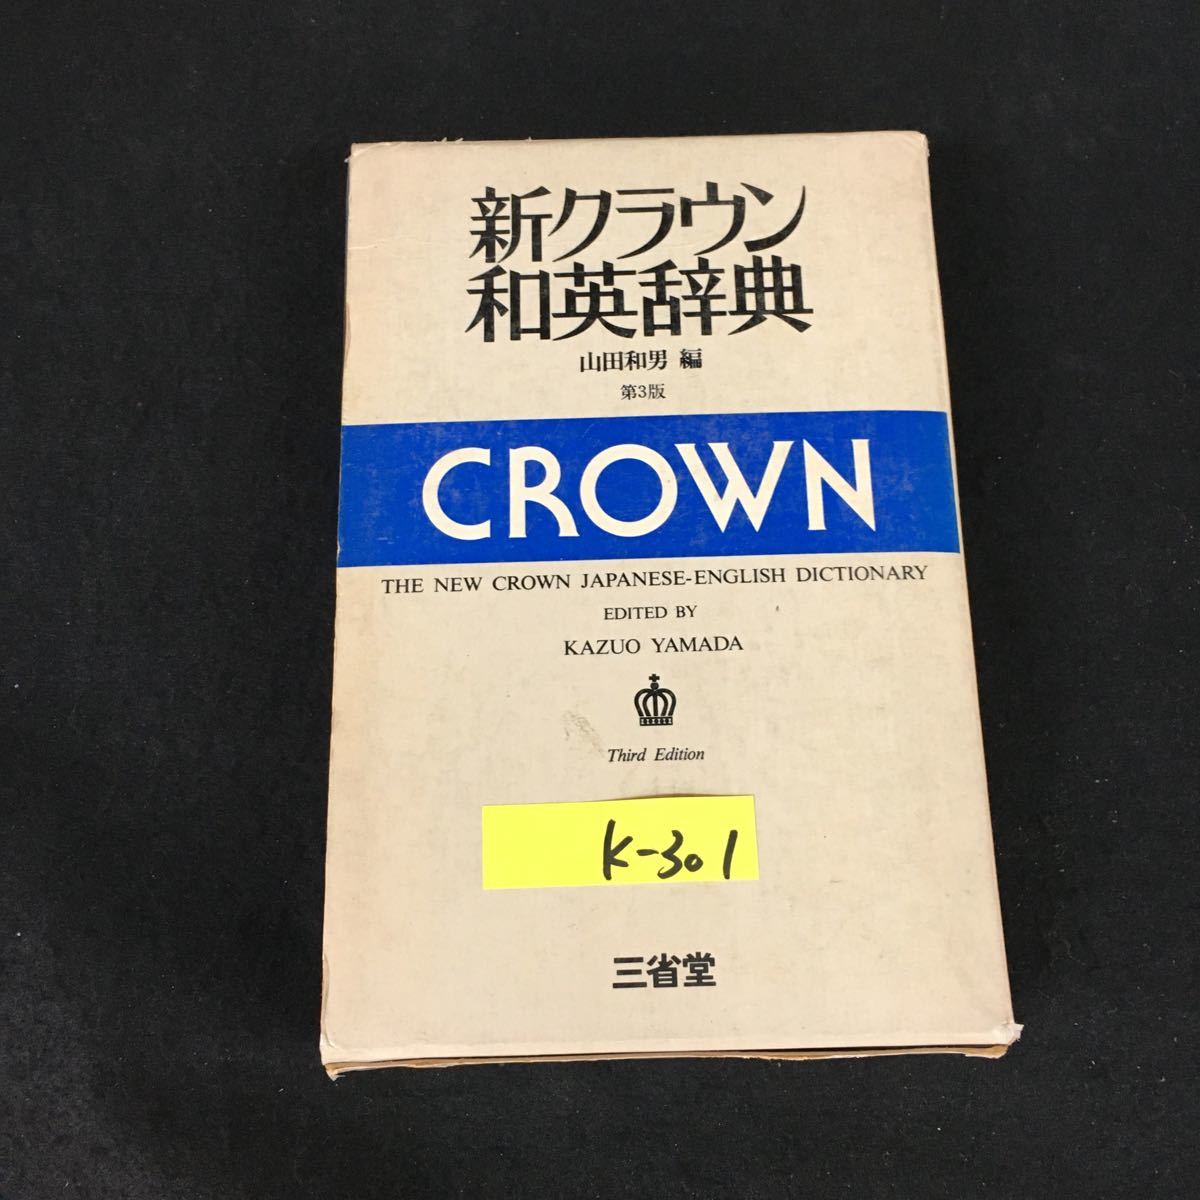 新クラウン
和英辞典
山田和男 編
第3版
CROWN
THE NEW CROWN JAPANESE-ENGLISH DICTIONARY
EDITED BY
KAZUO YAMADA
Third Edition
K-301
三省堂